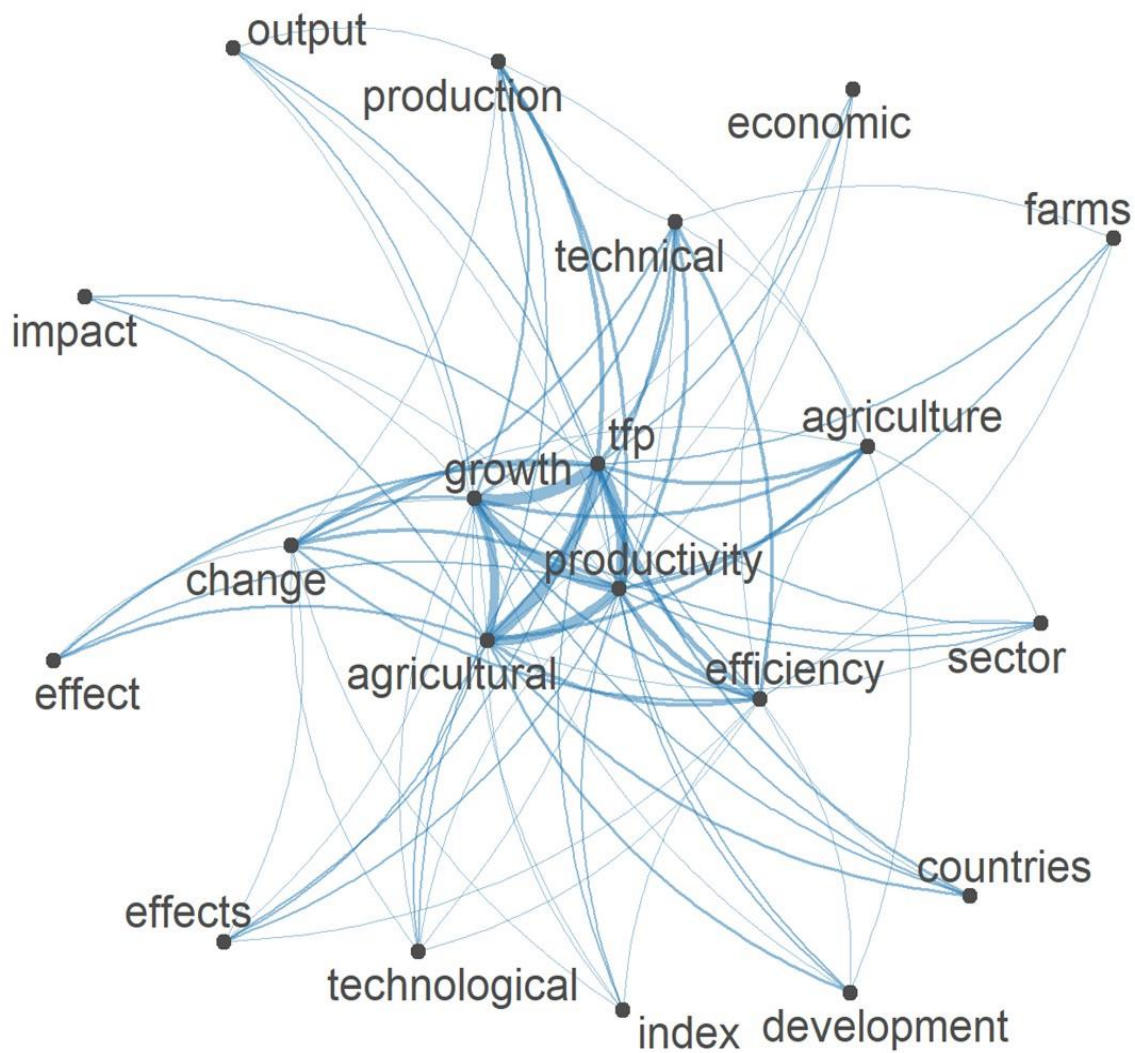 output
production
economic
farms
technical
impact
agriculture
tfp
growth
productivity
change
sector
efficiency
agricultural
effect
countries
effects
technological
development
index